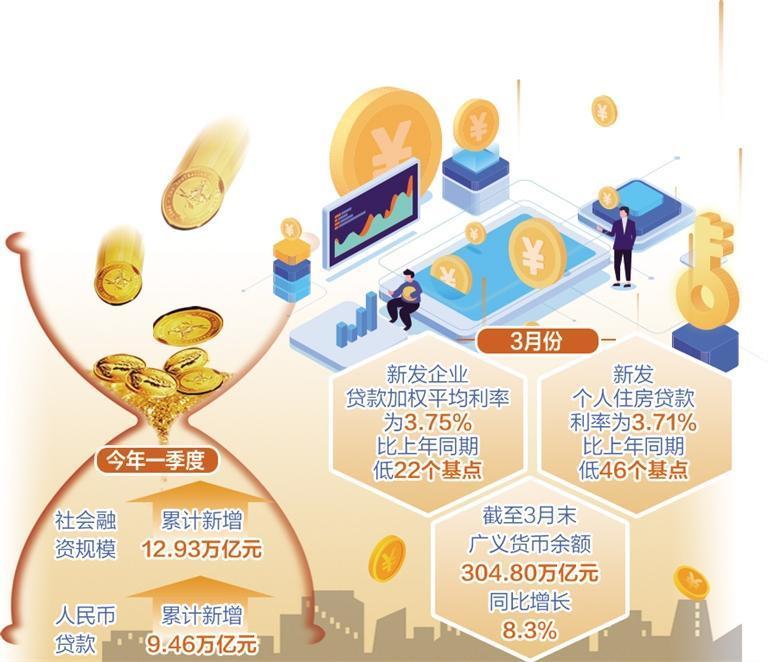 3月份
新发企业
贷款加权平均利率
为3.75%
比上年同期
低22个基点
新发
个人住房贷款
利率为3.71%
比上年同期
低46个基点
今年一季度
社会融
资规模
累计新增
12.93万亿元
人民币
贷款
累计新增
9.46万亿元
截至3月末
广义货币余额
304.80万亿元
同比增长
8.3%